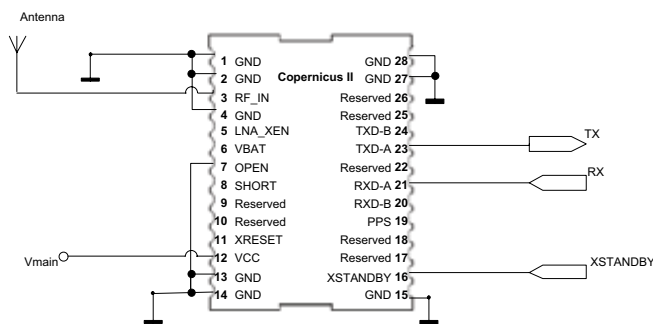 Antenna
Copernicus II
1 GND
2 GND
3 RF_IN
4 GND
5 LNA_XEN
6 VBAT
7 OPEN
8 SHORT
9 Reserved
10 Reserved
11 XRESET
12 VCC
13 GND
14 GND
GND 28
GND 27
Reserved 26
Reserved 25
TXD-B 24
TXD-A 23
Reserved 22
RXD-A 21
RXD-B 20
PPS 19
Reserved 18
Reserved 17
XSTANDBY 16
GND 15
TX
RX
XSTANDBY
Vmain